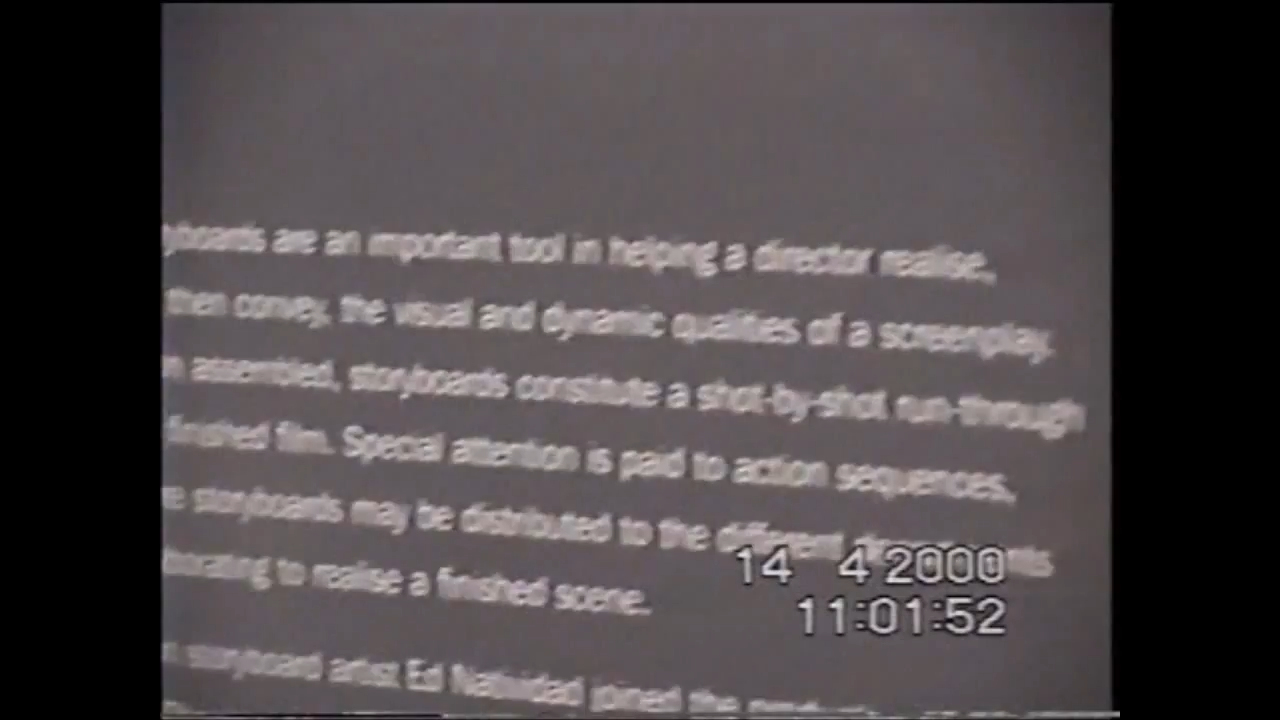 yboards are an important tool in helping a director realise,
then convey, the visual and dynamic qualities of a screenplay.
n assembled, storyboards constitute a shot-by-shot run-through
finished film. Special attention is paid to action sequences,
e storyboards may be distributed to the different
to realise a finished scene.
14 4 2000
11:01:52
storyboard artist Ed Natividad joined the